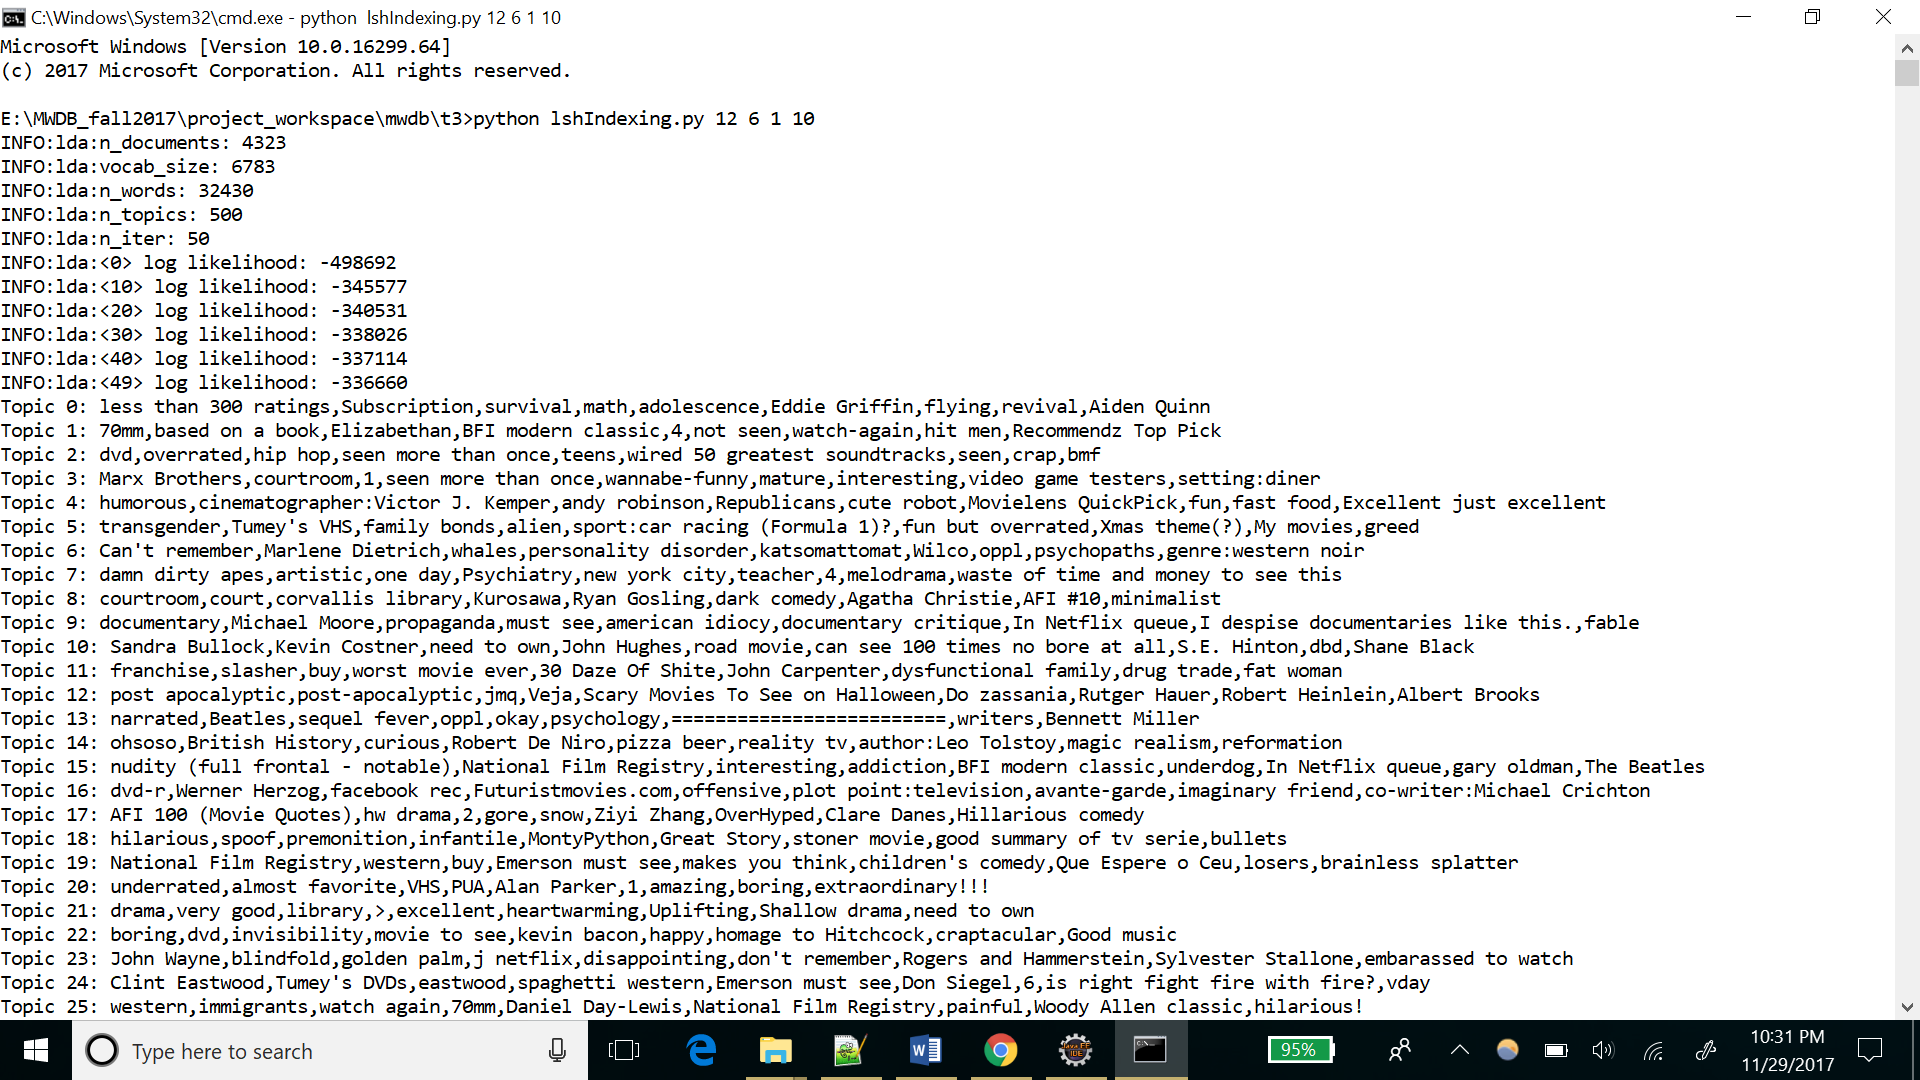 C:\Windows\System32\cmd.exe - python  lshIndexing.py 12 6 1 10
Microsoft Windows [Version 10.0.16299.64]
(c) 2017 Microsoft Corporation. All rights reserved.
E:\MWDB_fall2017\project_workspace\mwdb\t3>python lshIndexing.py 12 6 1 10
INFO:lda:n_documents: 4323
INFO:lda:vocab_size: 6783
INFO:lda:n_words: 32430
INFO:lda:n_topics: 500
INFO:lda:n_iter: 50
INFO:lda:<0> log likelihood: -498692
INFO:lda:<10> log likelihood: -345577
INFO:lda:<20> log likelihood: -340531
INFO:lda:<30> log likelihood: -338026
INFO:lda:<40> log likelihood: -337114
INFO:lda:<49> log likelihood: -336660
Topic 0: less than 300 ratings,Subscription,survival,math,adolescence,Eddie Griffin,flying,revival,Aiden Quinn
Topic 1: 70mm,based on a book,Elizabethan,BFI modern classic,4,not seen,watch-again,hit men,Recommendz Top Pick
Topic 2: dvd,overrated,hip hop,seen more than once,teens,wired 50 greatest soundtracks,seen,crap,bmf
Topic 3: Marx Brothers,courtroom,1,seen more than once,wannabe-funny,mature,interesting,video game testers,setting:diner
Topic 4: humorous,cinematographer:Victor J. Kemper,andy robinson,Republicans,cute robot,Movielens QuickPick,fun,fast food,Excellent just excellent
Topic 5: transgender,Tumey's VHS,family bonds,alien,sport:car racing (Formula 1)?,fun but overrated,Xmas theme(?),My movies,greed
Topic 6: Can't remember,Marlene Dietrich,whales,personality disorder,katsomattomat,Wilco,oppl,psychopaths,genre:western noir
Topic 7: damn dirty apes,artistic,one day,Psychiatry,new york city,teacher,4,melodrama,waste of time and money to see this
Topic 8: courtroom,court,corvallis library,Kurosawa,Ryan Gosling,dark comedy,Agatha Christie,AFI #10,minimalist
Topic 9: documentary,Michael Moore,propaganda,must see,american idiocy,documentary critique,In Netflix queue,I despise documentaries like this.,fable
Topic 10: Sandra Bullock,Kevin Costner,need to own,John Hughes,road movie,can see 100 times no bore at all,S.E. Hinton,dbd,Shane Black
Topic 11: franchise,slasher,buy,worst movie ever,30 Daze Of Shite,John Carpenter,dysfunctional family,drug trade,fat woman
Topic 12: post apocalyptic,post-apocalyptic,jmq,Veja,Scary Movies To See on Halloween,Do zassania,Rutger Hauer,Robert Heinlein,Albert Brooks
Topic 13: narrated,Beatles,sequel fever,oppl,okay,psychology,=========================,writers,Bennett Miller
Topic 14: ohsoso,British History,curious,Robert De Niro,pizza beer,reality tv,author:Leo Tolstoy,magic realism,reformation
Topic 15: nudity (full frontal - notable),National Film Registry,interesting,addiction,BFI modern classic,underdog,In Netflix queue,gary oldman,The Beatles
Topic 16: dvd-r,Werner Herzog,facebook rec,Futuristmovies.com,offensive,plot point:television,avante-garde,imaginary friend,co-writer:Michael Crichton
Topic 17: AFI 100 (Movie Quotes),hw drama,2,gore,snow,Ziyi Zhang,OverHyped,Clare Danes,Hillarious comedy
Topic 18: hilarious,spoof,premonition,infantile,MontyPython,Great Story,stoner movie,good summary of tv serie,bullets
Topic 19: National Film Registry,western,buy,Emerson must see,makes you think,children's comedy,Que Espere o Ceu,losers,brainless splatter
Topic 20: underrated,almost favorite,VHS,PUA,Alan Parker,1,amazing,boring,extraordinary!!!
Topic 21: drama,very good,library,>,excellent,heartwarming,Uplifting,Shallow drama,need to own
Topic 22: boring,dvd,invisibility,movie to see,kevin bacon,happy,homage to Hitchcock,craptacular,Good music
Topic 23: John Wayne,blindfold,golden palm,j netflix,disappointing,don't remember,Rogers and Hammerstein,Sylvester Stallone,embarassed to watch
Topic 24: Clint Eastwood,Tumey's DVDs,eastwood,spaghetti western,Emerson must see,Don Siegel,6,is right fight fire with fire?,vday
Topic 25: western,immigrants,watch again,70mm,Daniel Day-Lewis,National Film Registry,painful,Woody Allen classic,hilarious!
Type here to search
95%
10:31 PM
11/29/2017